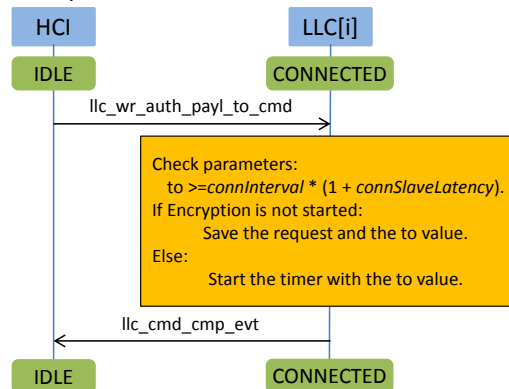 HCI
LLC[i]
IDLE
CONNECTED
llc_wr_auth_payl_to_cmd
Check parameters:
to >=connInterval * (1 + connSlaveLatency).
If Encryption is not started:
Save the request and the to value.
Else:
Start the timer with the to value.
llc_cmd_cmp_evt
IDLE
CONNECTED